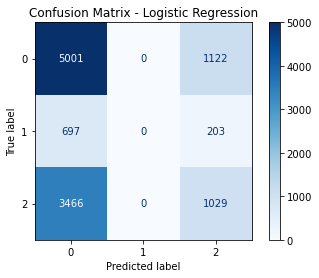 Confusion Matrix - Logistic Regression
5000
0 5001 0 1122
4000
3000
True label 1 697 0 203
2000
2 3466 0 1029
1000
0
0 1 2
Predicted label